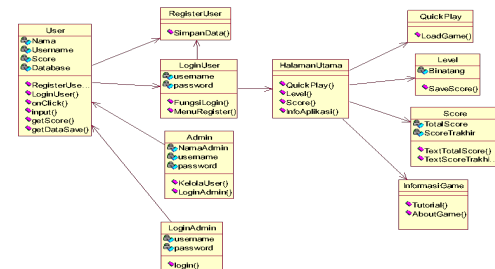 User
Nama
Username
Score
Database
RegisterUse...
LoginUser()
onClick()
Input()
getScore()
getDataSave()
RegisterUser
SimpanData()
LoginUser
username
password
FungsiLogin()
MenuRegister()
Admin
NamaAdmin
username
password
KelolaUser()
LoginAdmin()
LoginAdmin
username
password
login()
HalamanUtama
QuickPlay()
Level()
Score()
InfoAplikasi()
QuickPlay
LoadGame()
Level
Binatang
SaveScore()
Score
TotalScore
ScoreTrakhir
TextTotalScore()
TextScoreTrakhi...
InformasiGame
Tutorial()
AboutGame()